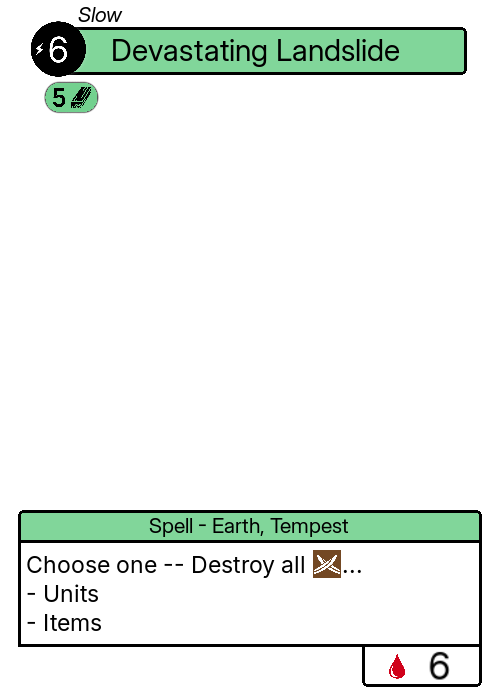 Slow
6 Devastating Landslide
5
Spell - Earth, Tempest
Choose one -- Destroy all ...
- Units
- Items
6